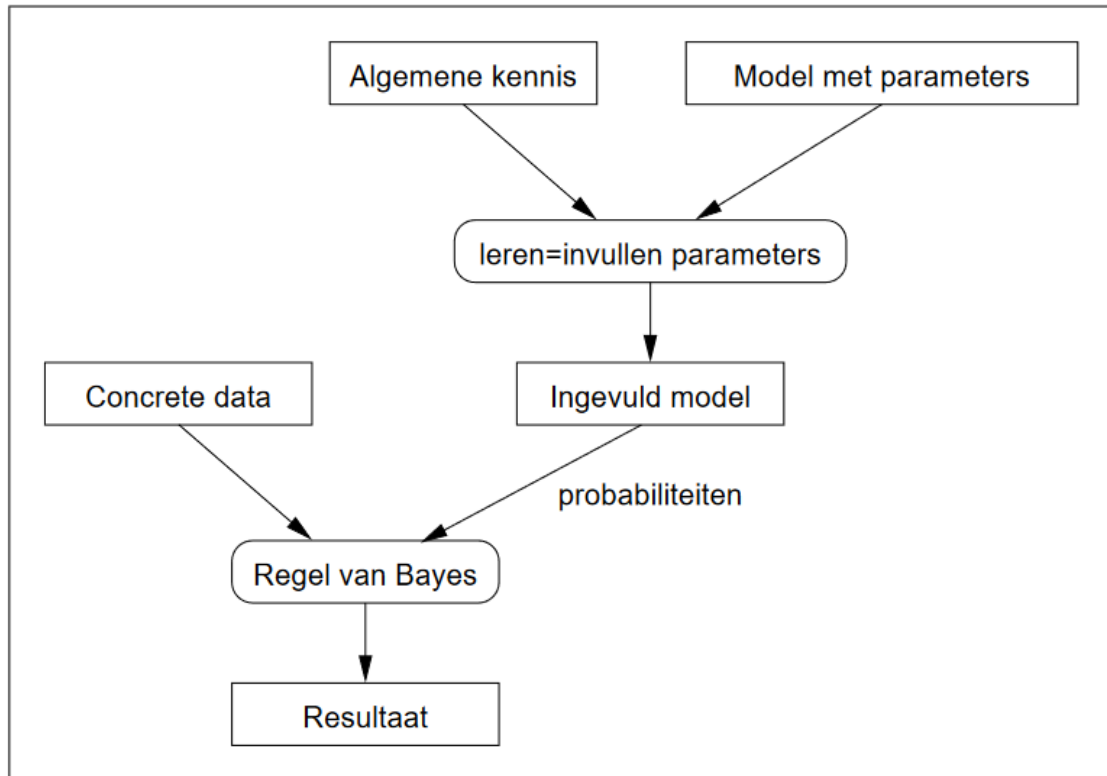 Algemene kennis
Model met parameters
leren=invullen parameters
Concrete data
Ingevuld model
probabiliteiten
Regel van Bayes
Resultaat